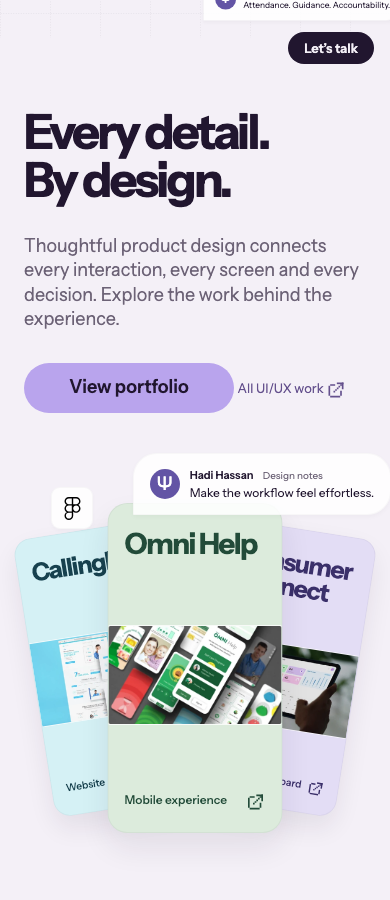 Attendance. Guidance. Accountability.
Let's talk
Every detail.
By design.
Thoughtful product design connects
every interaction, every screen and every
decision. Explore the work behind the
experience.
View portfolio
All UI/UX work
Hadi Hassan Design notes
Make the workflow feel effortless.
Omni Help
Mobile experience
Website